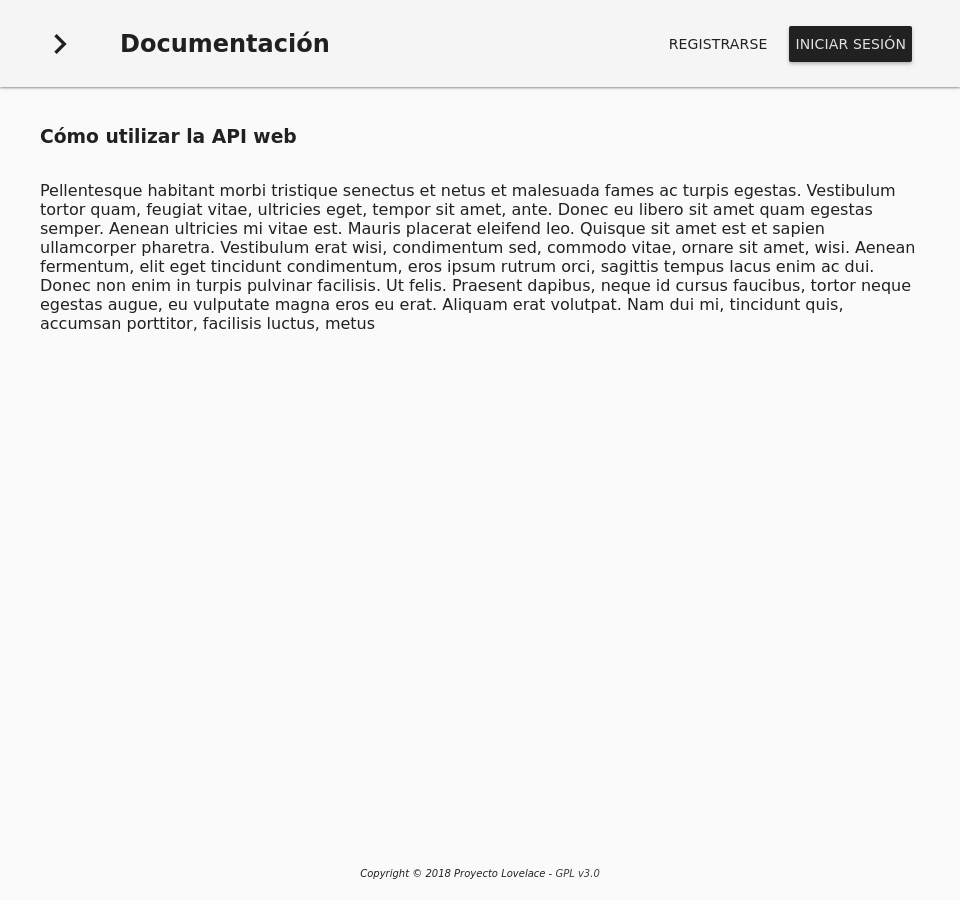 Documentación
REGISTRARSE
INICIAR SESIÓN
Cómo utilizar la API web
Pellentesque habitant morbi tristique senectus et netus et malesuada fames ac turpis egestas. Vestibulum
tortor quam, feugiat vitae, ultricies eget, tempor sit amet, ante. Donec eu libero sit amet quam egestas
semper. Aenean ultricies mi vitae est. Mauris placerat eleifend leo. Quisque sit amet est et sapien
ullamcorper pharetra. Vestibulum erat wisi, condimentum sed, commodo vitae, ornare sit amet, wisi. Aenean
fermentum, elit eget tincidunt condimentum, eros ipsum rutrum orci, sagittis tempus lacus enim ac dui.
Donec non enim in turpis pulvinar facilisis. Ut felis. Praesent dapibus, neque id cursus faucibus, tortor neque
egestas augue, eu vulputate magna eros eu erat. Aliquam erat volutpat. Nam dui mi, tincidunt quis,
accumsan porttitor, facilisis luctus, metus
Copyright © 2018 Proyecto Lovelace - GPL v3.0